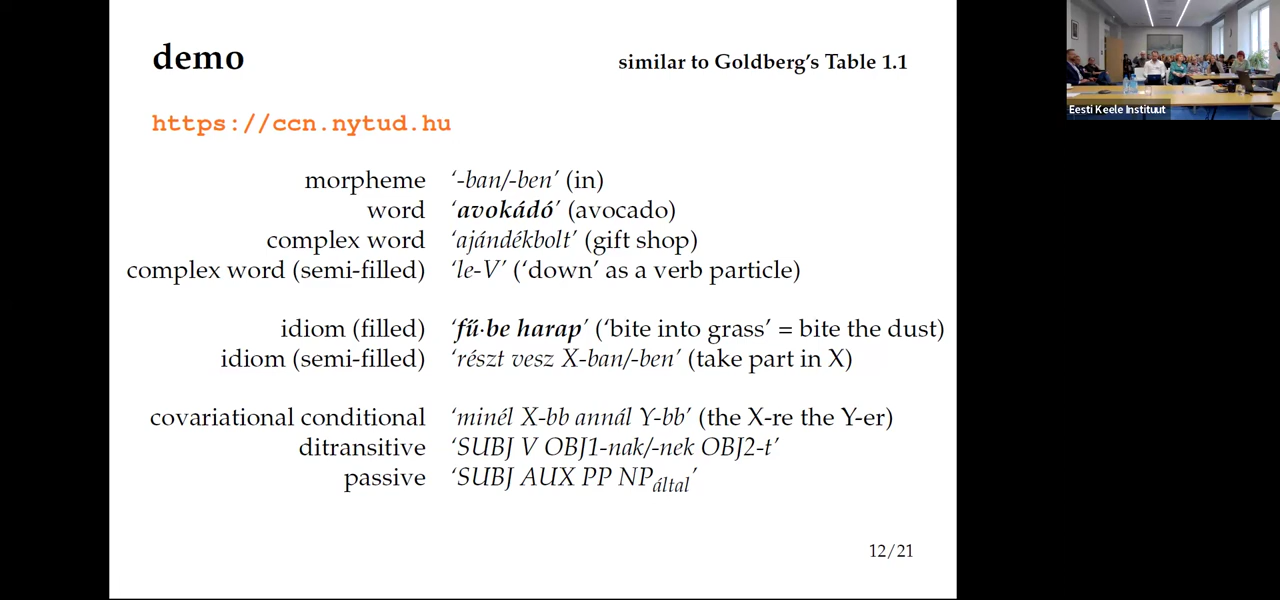 demo similar to Goldberg's Table 1.1
https://ccn.nytud.hu
morpheme '-ban/-ben' (in)
word 'avokádó' (avocado)
complex word 'ajándékbolt' (gift shop)
complex word (semi-filled) 'le-V' ('down' as a verb particle)
idiom (filled) 'fű·be harap' ('bite into grass' = bite the dust)
idiom (semi-filled) 'részt vesz X-ban/-ben' (take part in X)
covariational conditional 'minél X-bb annál Y-bb' (the X-re the Y-er)
ditransitive 'SUBJ V OBJ1-nak/-nek OBJ2-t'
passive 'SUBJ AUX PP NPáltal'
12/21
Eesti Keele Instituut